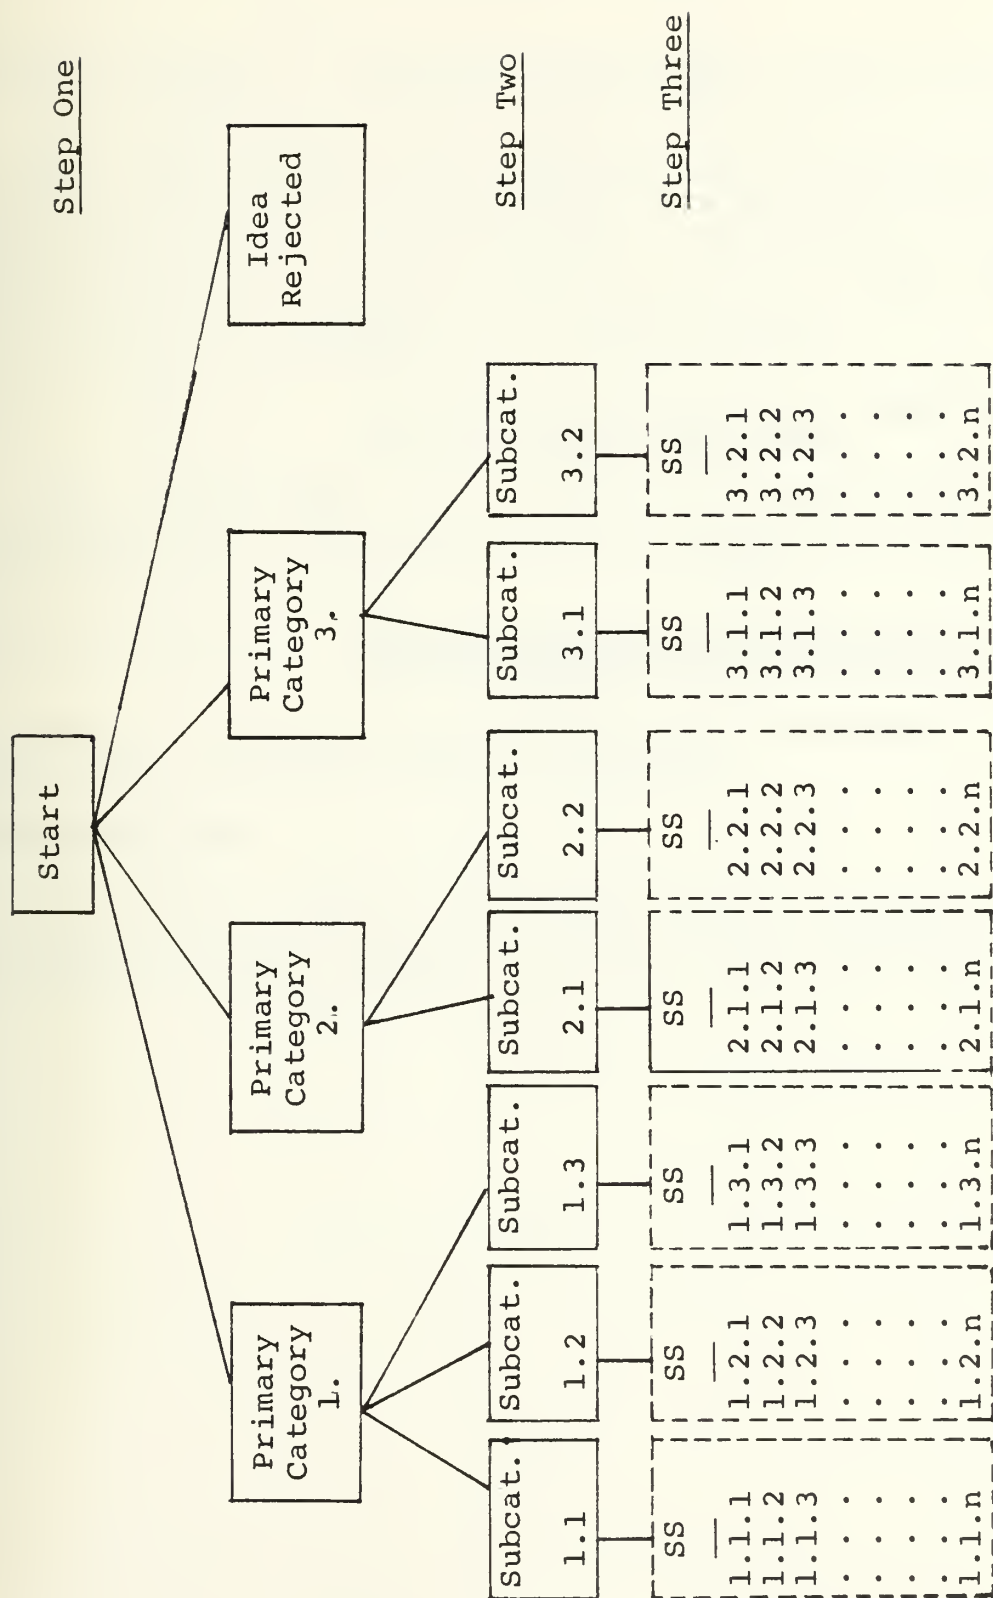 Start
Step One
Primary
Category
1.
Primary
Category
2.
Primary
Category
3.
Idea
Rejected
Step Two
Subcat.
1.1
Subcat.
1.2
Subcat.
1.3
Subcat.
2.1
Subcat.
2.2
Subcat.
3.1
Subcat.
3.2
Step Three
SS
1.1.1
1.1.2
1.1.3
. . .
. . .
. . .
. . .
1.1.n
SS
1.2.1
1.2.2
1.2.3
. . .
. . .
. . .
. . .
1.2.n
SS
1.3.1
1.3.2
1.3.3
. . .
. . .
. . .
. . .
1.3.n
SS
2.1.1
2.1.2
2.1.3
. . .
. . .
. . .
. . .
2.1.n
SS
2.2.1
2.2.2
2.2.3
. . .
. . .
. . .
. . .
2.2.n
SS
3.1.1
3.1.2
3.1.3
. . .
. . .
. . .
. . .
3.1.n
SS
3.2.1
3.2.2
3.2.3
. . .
. . .
. . .
. . .
3.2.n